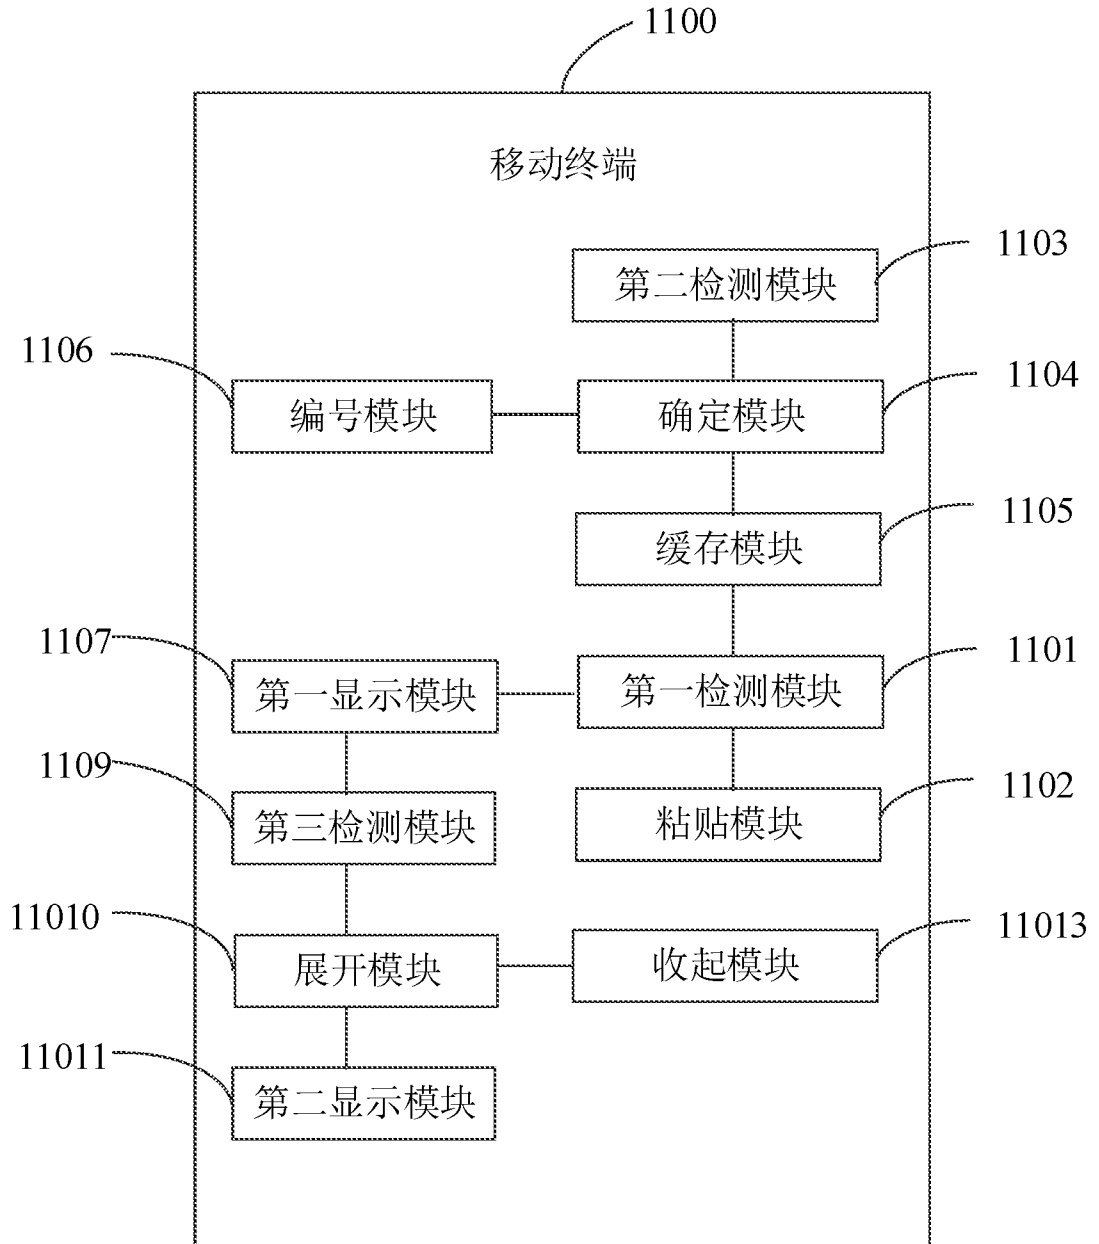 1100
移动终端
1103
第二检测模块
1106
1104
编号模块
确定模块
1105
缓存模块
1107
1101
第一显示模块
第一检测模块
1109
1102
第三检测模块
粘贴模块
11010
11013
展开模块
收起模块
11011
第二显示模块